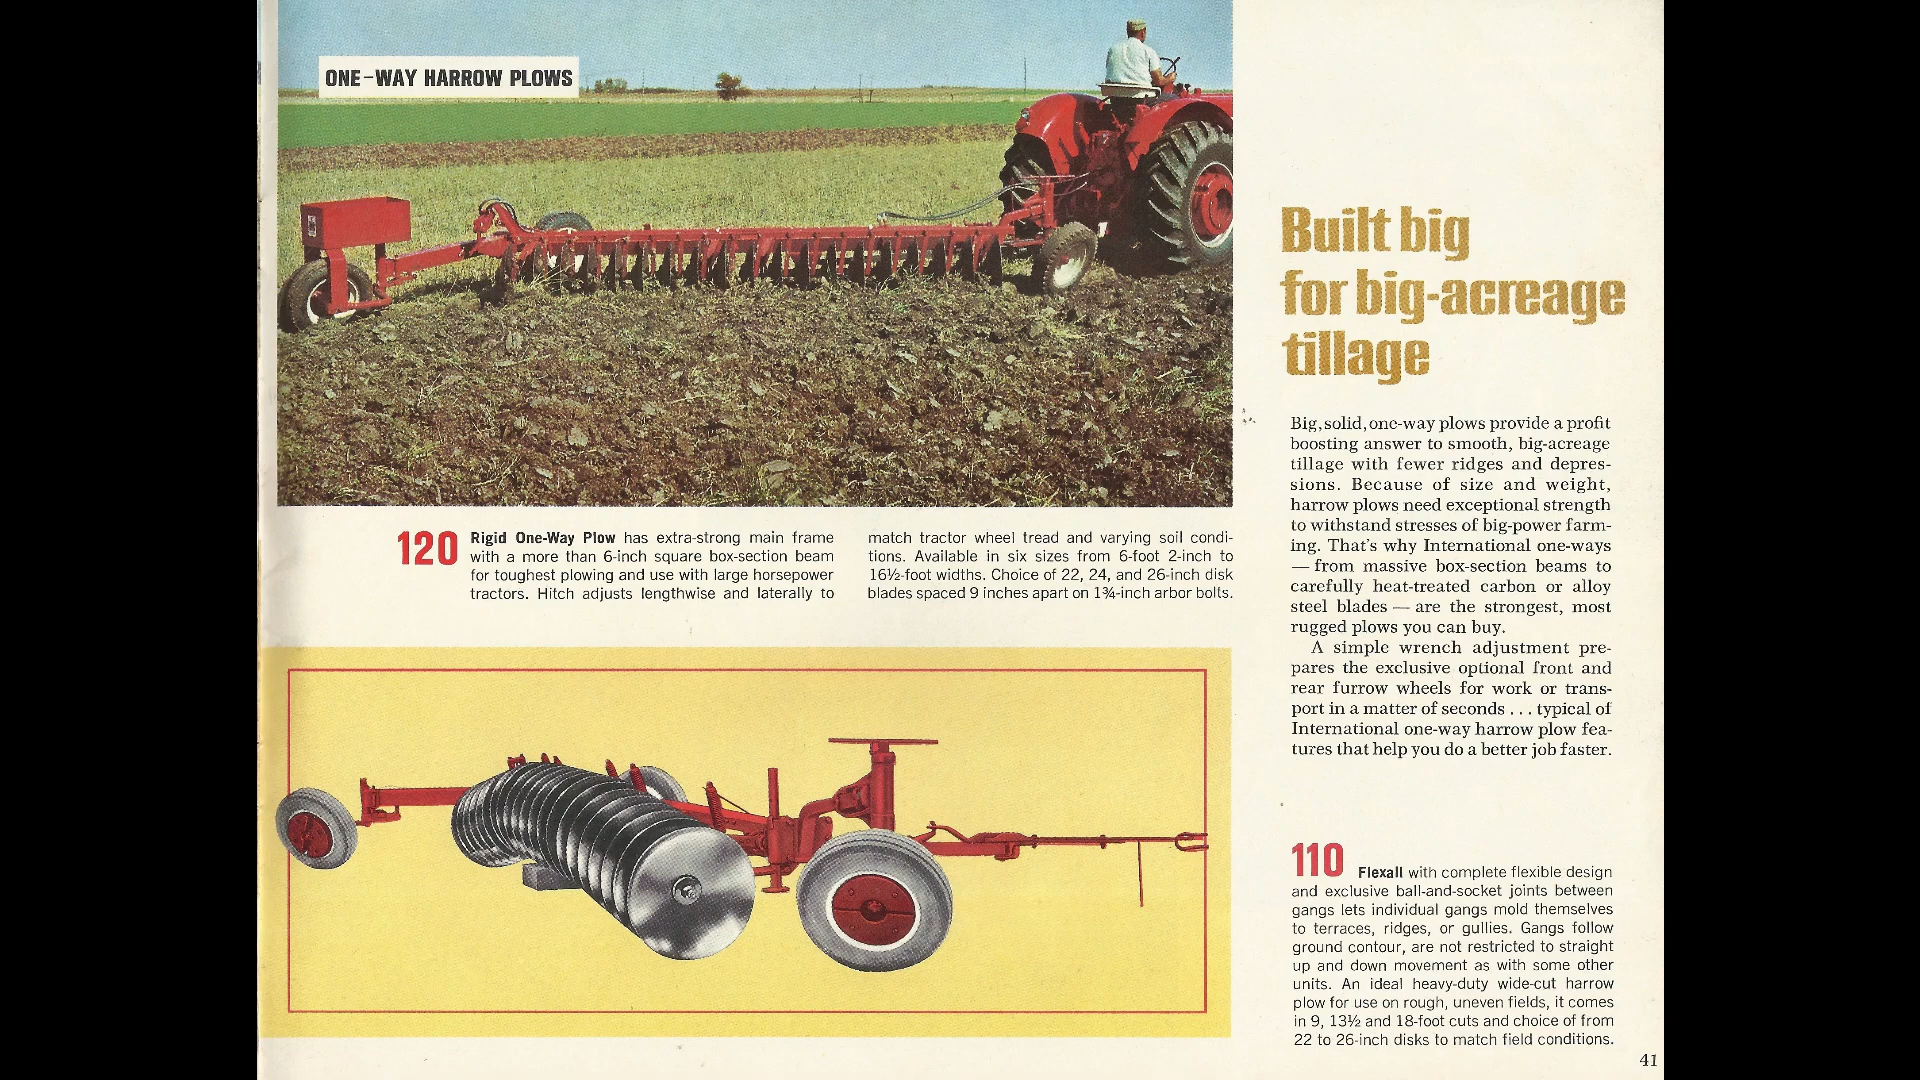 ONE-WAY HARROW PLOWS
Built big
for big-acreage
tillage
Big, solid, one-way plows provide a profit
boosting answer to smooth, big-acreage
tillage with fewer ridges and depres-
sions. Because of size and weight,
harrow plows need exceptional strength
to withstand stresses of big-power farm-
ing. That's why International one-ways
— from massive box-section beams to
carefully heat-treated carbon or alloy
steel blades — are the strongest, most
rugged plows you can buy.
A simple wrench adjustment pre-
pares the exclusive optional front and
rear furrow wheels for work or trans-
port in a matter of seconds . . . typical of
International one-way harrow plow fea-
tures that help you do a better job faster.
120 Rigid One-Way Plow has extra-strong main frame
with a more than 6-inch square box-section beam
for toughest plowing and use with large horsepower
tractors. Hitch adjusts lengthwise and laterally to
match tractor wheel tread and varying soil condi-
tions. Available in six sizes from 6-foot 2-inch to
16½-foot widths. Choice of 22, 24, and 26-inch disk
blades spaced 9 inches apart on 1¾-inch arbor bolts.
110 Flexall with complete flexible design
and exclusive ball-and-socket joints between
gangs lets individual gangs mold themselves
to terraces, ridges, or gullies. Gangs follow
ground contour, are not restricted to straight
up and down movement as with some other
units. An ideal heavy-duty wide-cut harrow
plow for use on rough, uneven fields, it comes
in 9, 13½ and 18-foot cuts and choice of from
22 to 26-inch disks to match field conditions.
41